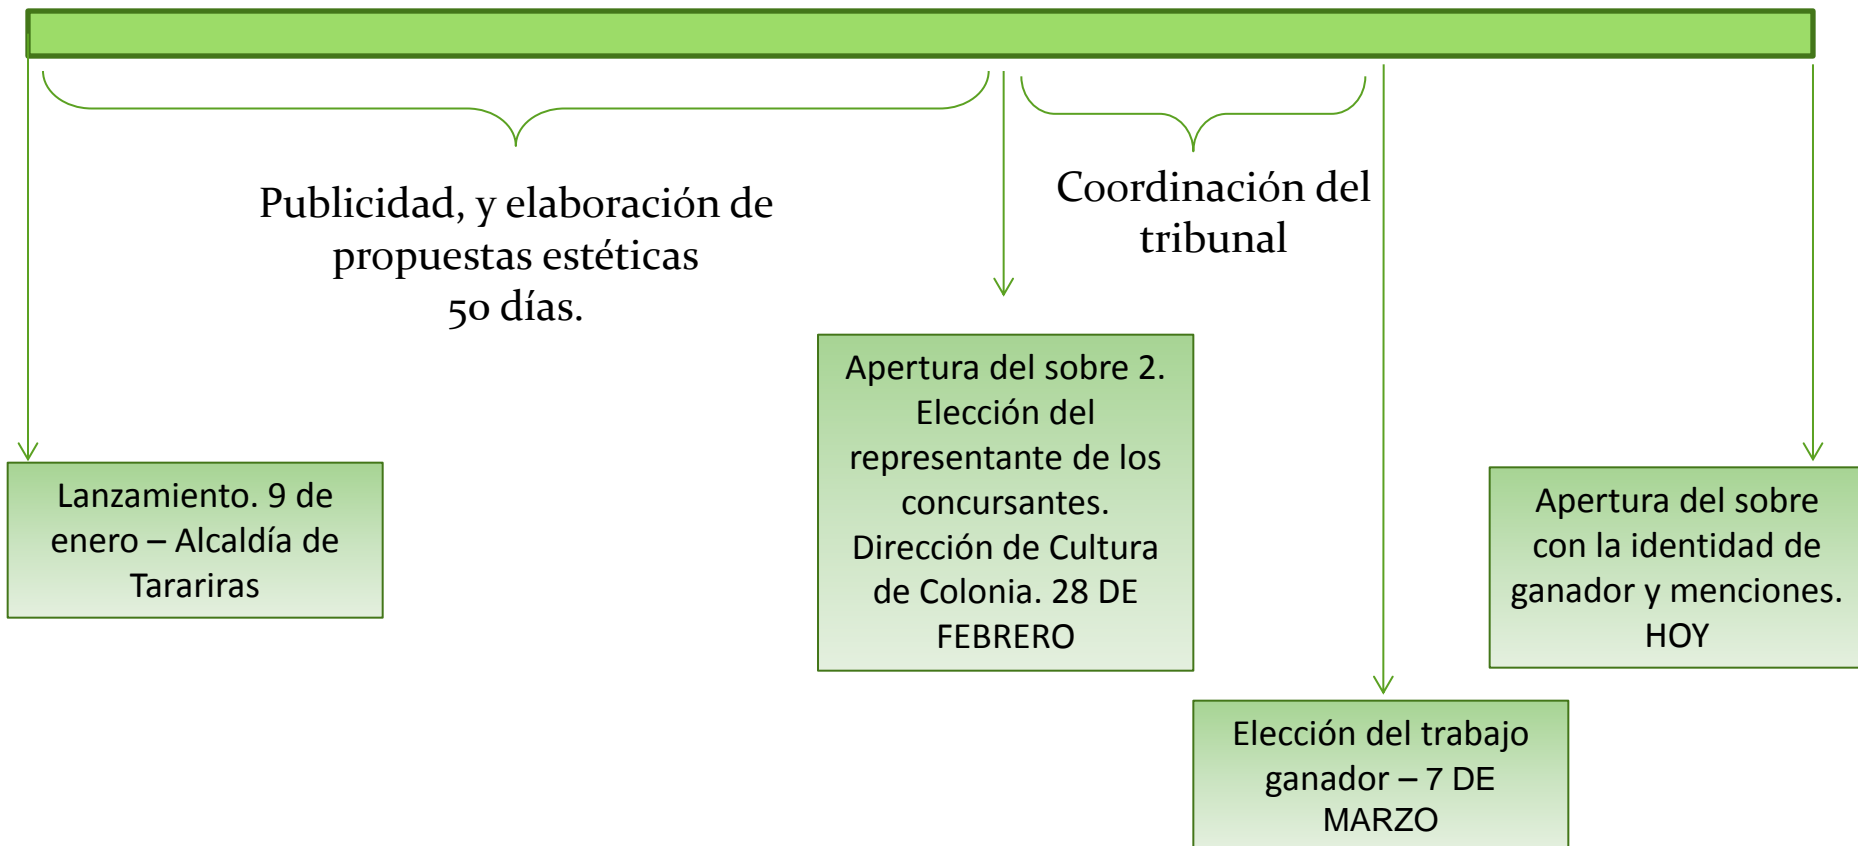 Publicidad, y elaboración de
propuestas estéticas
50 días.
Coordinación del
tribunal
Lanzamiento. 9 de
enero – Alcaldía de
Tarariras
Apertura del sobre 2.
Elección del
representante de los
concursantes.
Dirección de Cultura
de Colonia. 28 DE
FEBRERO
Elección del trabajo
ganador – 7 DE
MARZO
Apertura del sobre
con la identidad de
ganador y menciones.
HOY